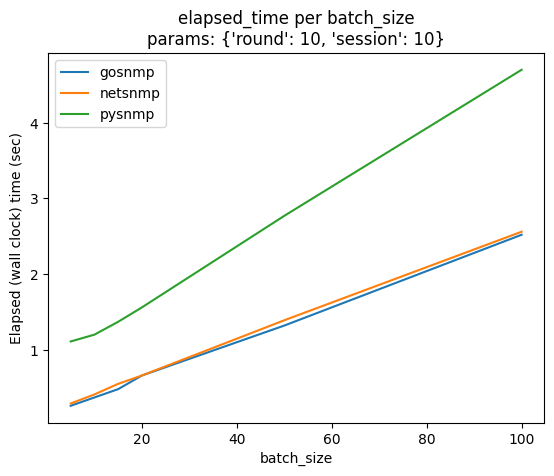 elapsed_time per batch_size
params: {'round': 10, 'session': 10}
gosnmp
netsnmp
pysnmp
Elapsed (wall clock) time (sec)
4
3
2
1
20
40
60
80
100
batch_size